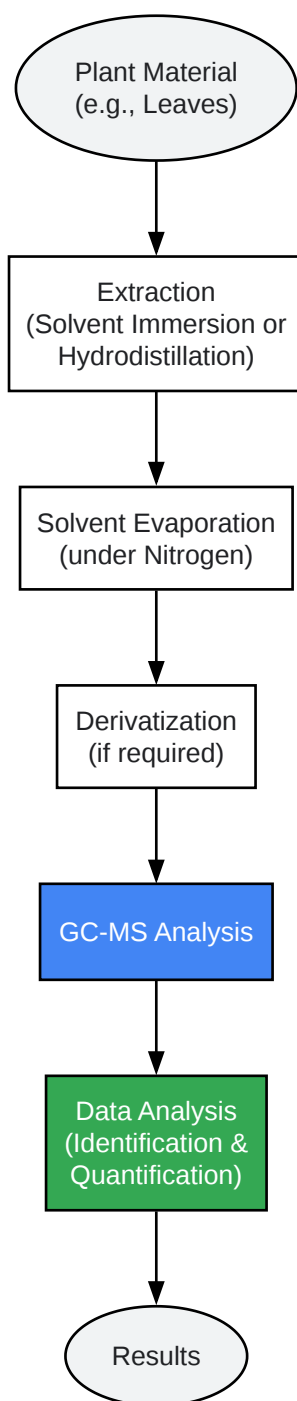 Plant Material
(e.g., Leaves)
Extraction
(Solvent Immersion or
Hydrodistillation)
Solvent Evaporation
(under Nitrogen)
Derivatization
(if required)
GC-MS Analysis
Data Analysis
(Identification &
Quantification)
Results